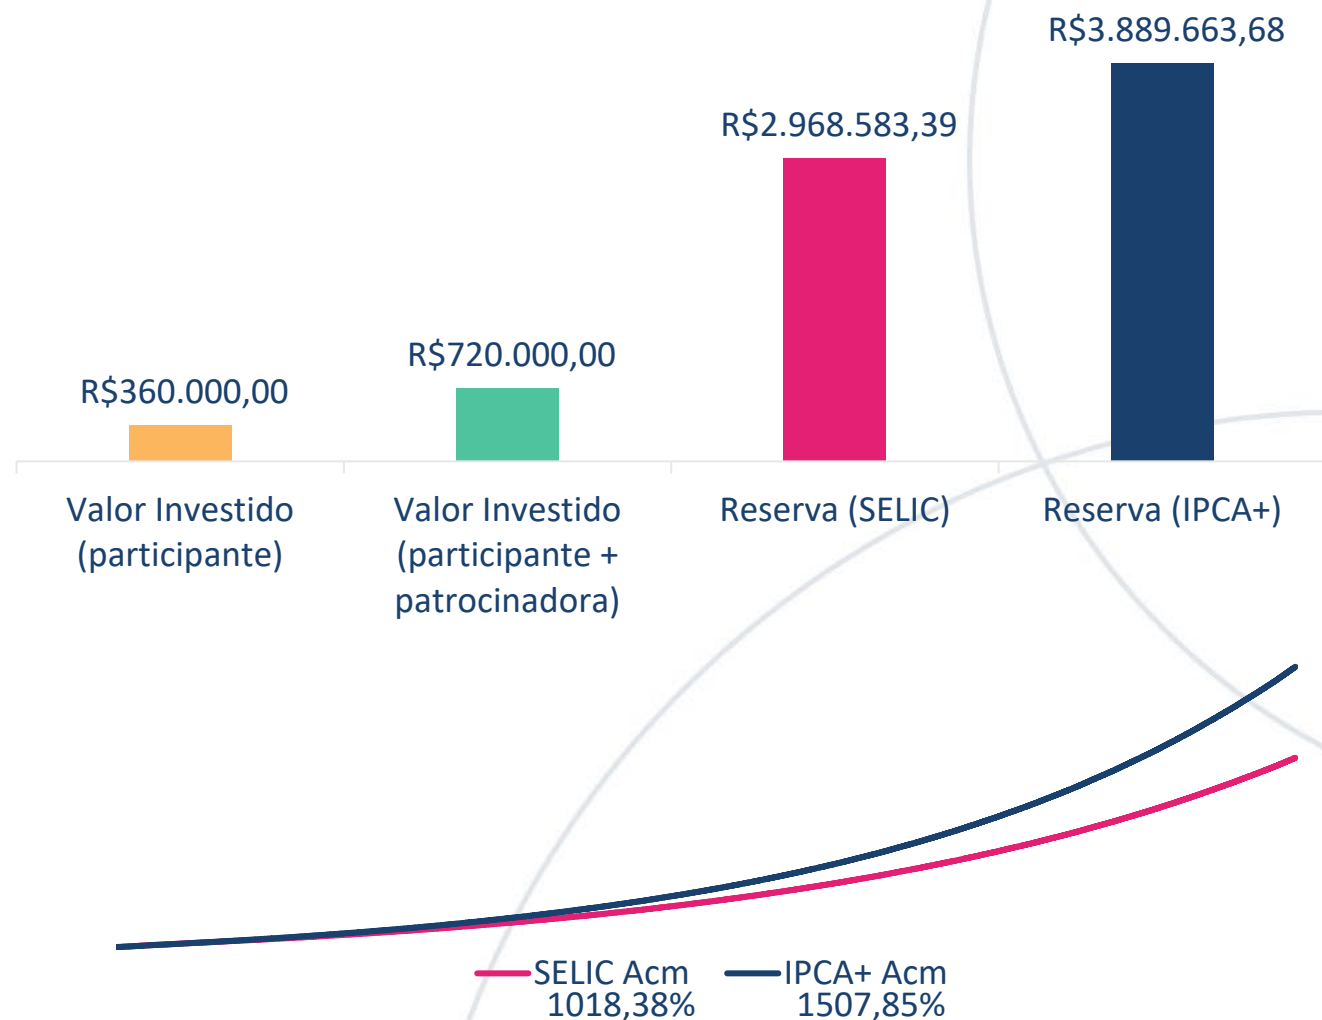 R$3.889.663,68
R$2.968.583,39
R$720.000,00
R$360.000,00
Valor Investido
(participante)
Valor Investido
(participante +
patrocinadora)
Reserva (SELIC)
Reserva (IPCA+)
SELIC Acm
1018,38%
IPCA+ Acm
1507,85%